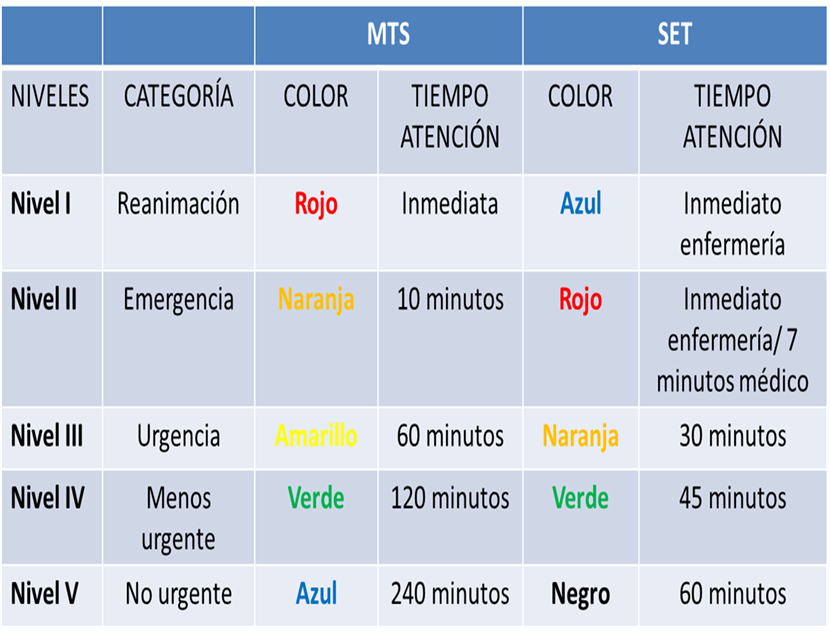 MTS SET
NIVELES CATEGORÍA COLOR TIEMPO ATENCIÓN COLOR TIEMPO ATENCIÓN
Nivel I Reanimación Rojo Inmediata Azul Inmediato enfermería
Nivel II Emergencia Naranja 10 minutos Rojo Inmediato enfermería/ 7 minutos médico
Nivel III Urgencia Amarillo 60 minutos Naranja 30 minutos
Nivel IV Menos urgente Verde 120 minutos Verde 45 minutos
Nivel V No urgente Azul 240 minutos Negro 60 minutos